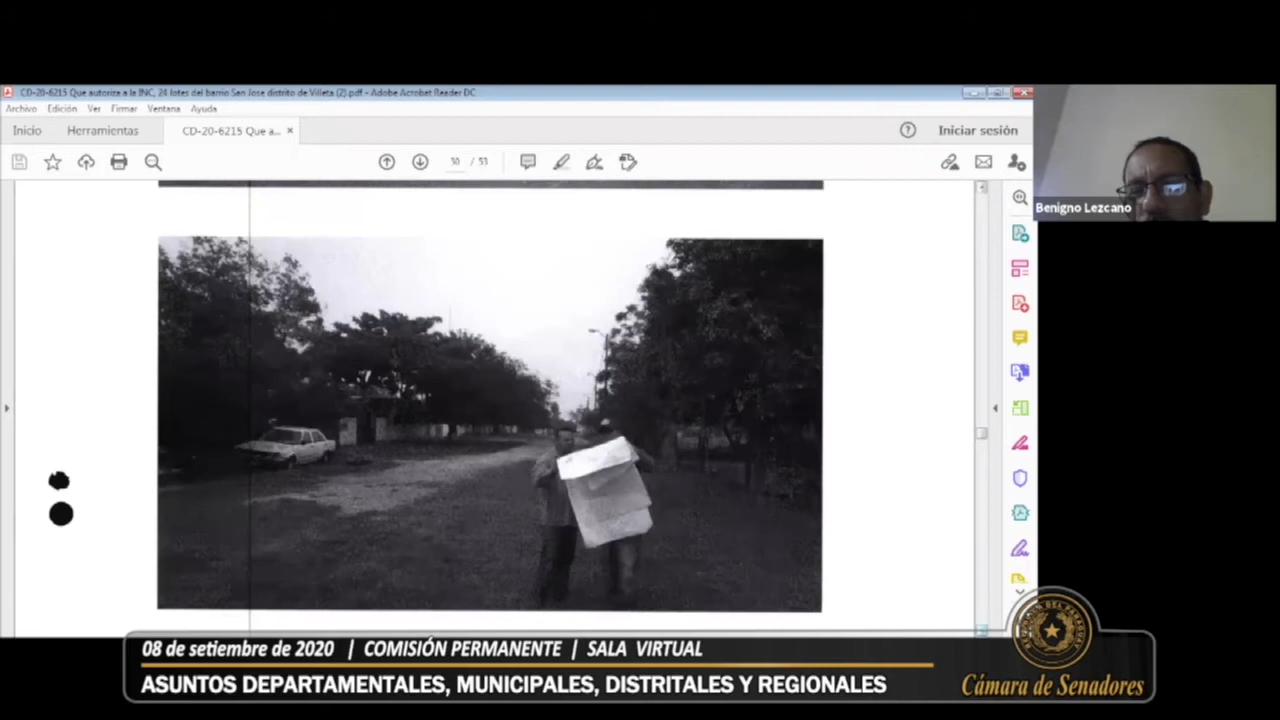 CD-20-6215 Que autoriza a la INC, 24 lotes del barrio San Jose distrito de Villeta (2).pdf - Adobe Acrobat Reader DC
Archivo Edición Ver Firmar Ventana Ayuda
Inicio Herramientas CD-20-6215 Que a... × Iniciar sesión
/ 53
Benigno Lezcano
08 de setiembre de 2020 | COMISIÓN PERMANENTE | SALA VIRTUAL
ASUNTOS DEPARTAMENTALES, MUNICIPALES, DISTRITALES Y REGIONALES
Cámara de Senadores